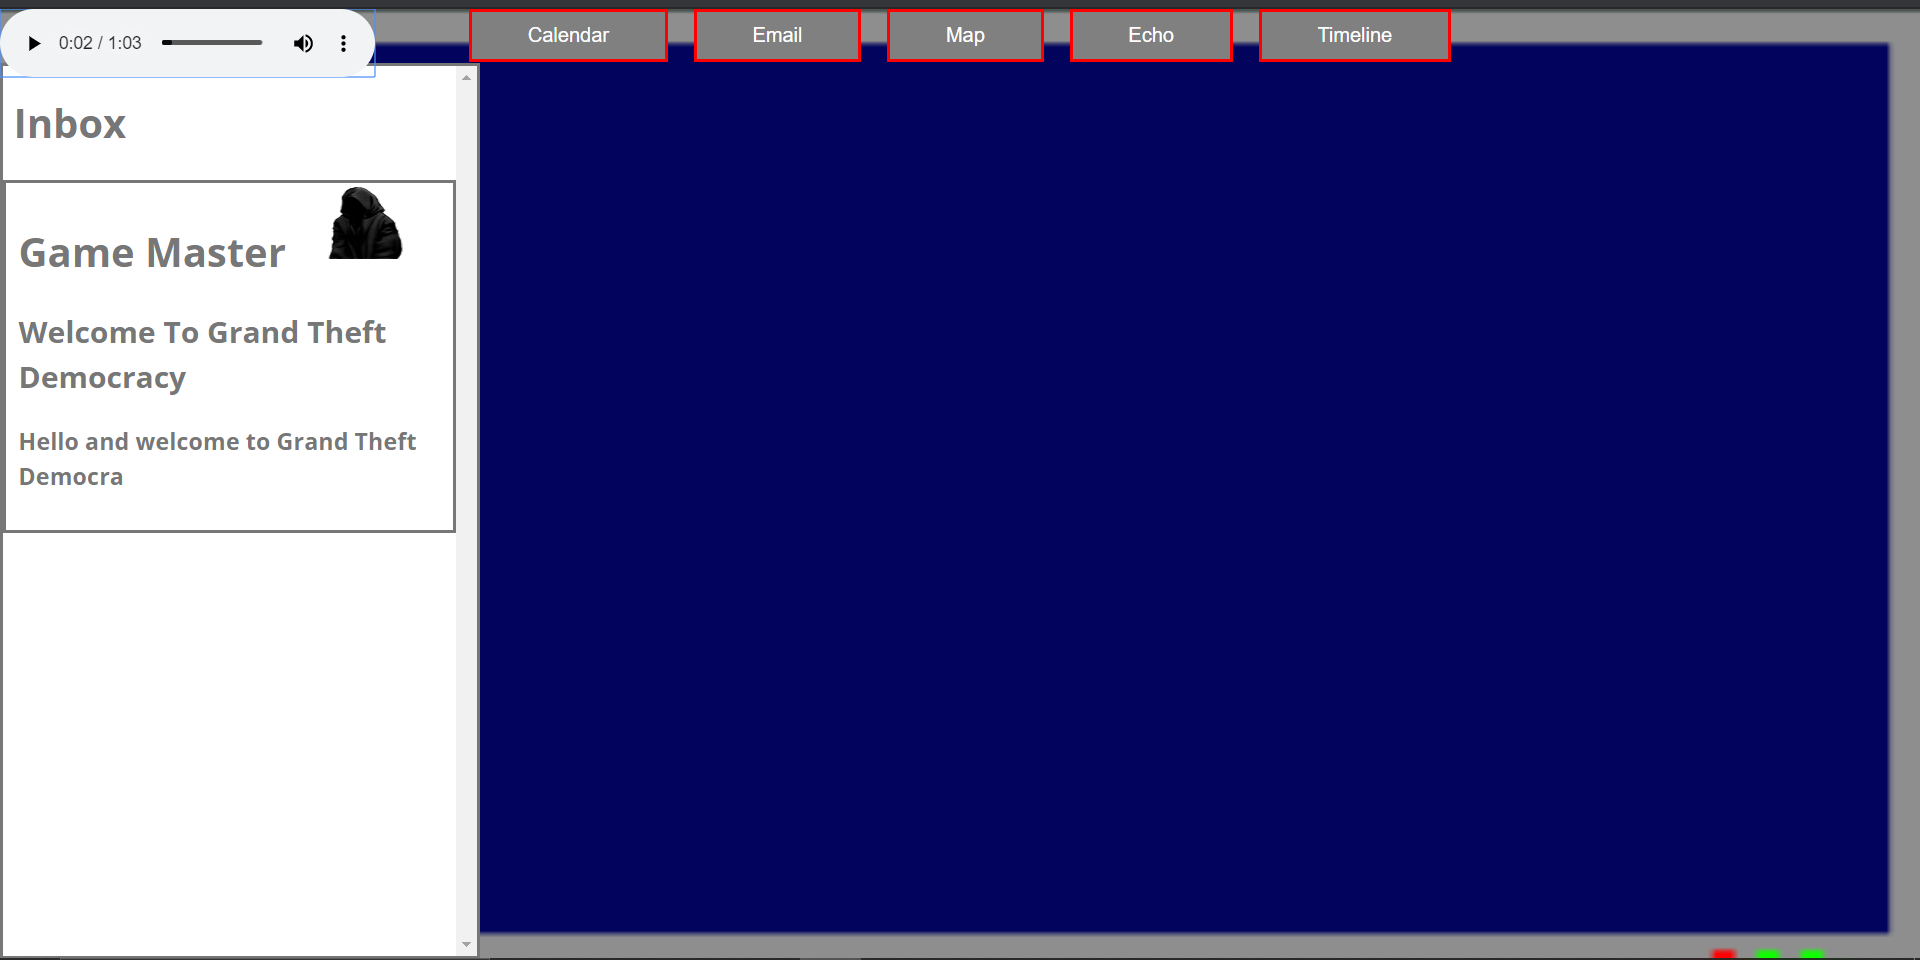 0:02 / 1:03
Calendar
Email
Map
Echo
Timeline
Inbox
Game Master
Welcome To Grand Theft
Democracy
Hello and welcome to Grand Theft
Democra